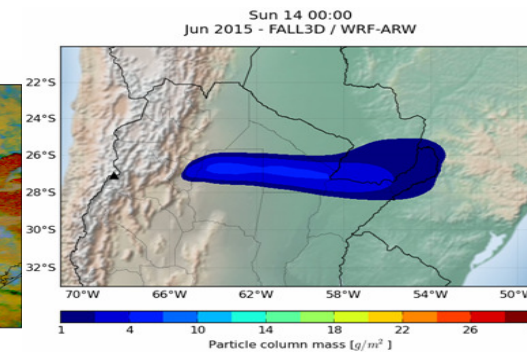 Sun 14 00:00
Jun 2015 - FALL3D / WRF-ARW
22°S
24°S
26°S
28°S
30°S
32°S
70°W 66°W 62°W 58°W 54°W 50°W
1 4 10 14 18 22 26
Particle column mass [g/m²]